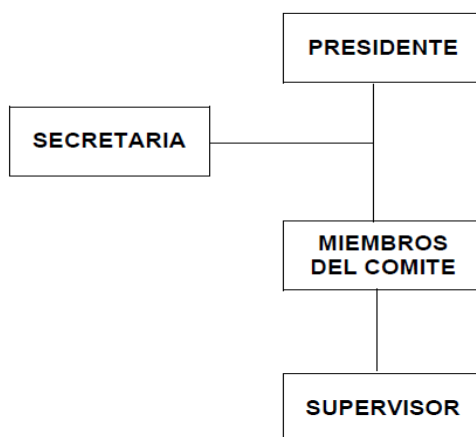 PRESIDENTE
SECRETARIA
MIEMBROS
DEL COMITE
SUPERVISOR